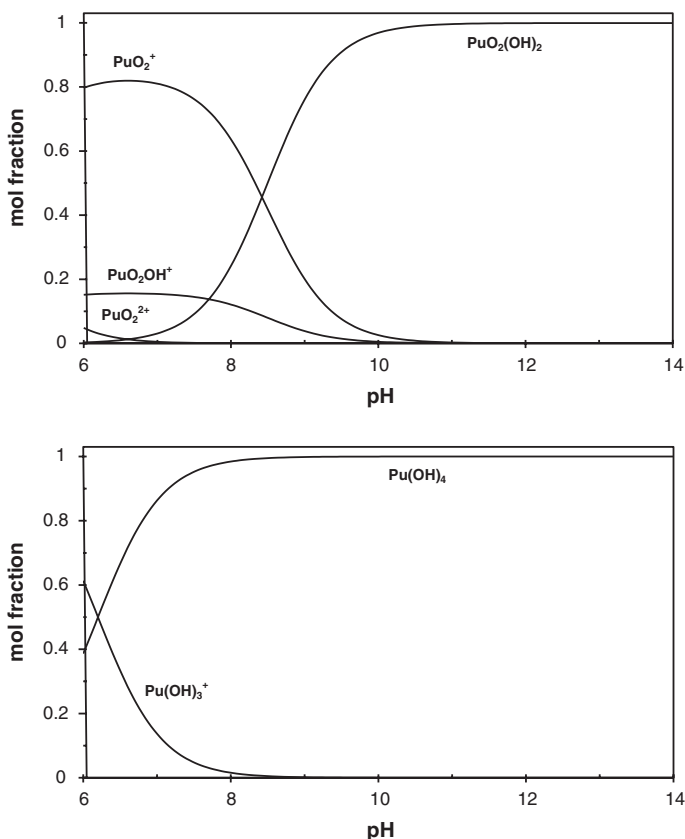 mol fraction
1
0.8
0.6
0.4
0.2
0
PuO₂⁺
PuO₂(OH)₂
PuO₂OH⁺
PuO₂²⁺
6 8 10 12 14
pH
mol fraction
1
0.8
0.6
0.4
0.2
0
Pu(OH)₄
Pu(OH)₃⁺
6 8 10 12 14
pH